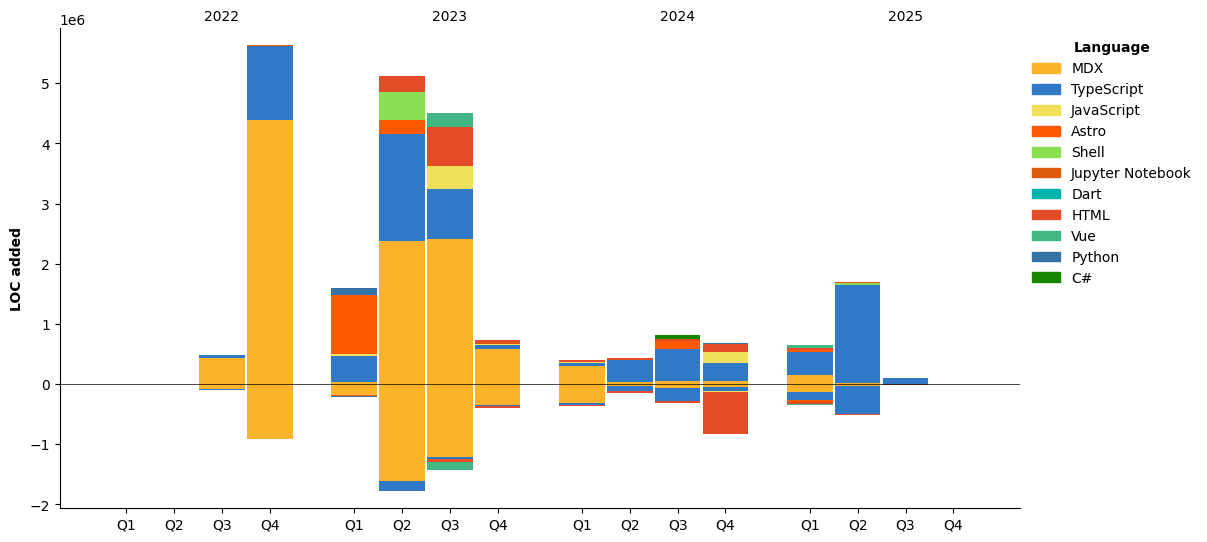 2022 2023 2024 2025
1e6
5
4
3
2
1
0
−1
−2
LOC added
Q1 Q2 Q3 Q4 Q1 Q2 Q3 Q4 Q1 Q2 Q3 Q4 Q1 Q2 Q3 Q4
Language
MDX
TypeScript
JavaScript
Astro
Shell
Jupyter Notebook
Dart
HTML
Vue
Python
C#